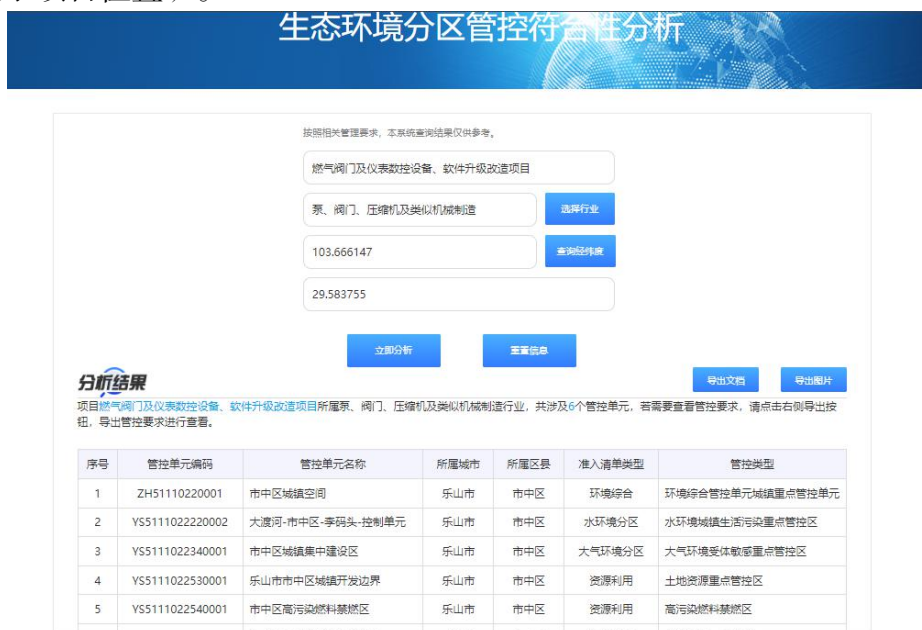 生态环境分区管控符合性分析
按照相关管理要求，本系统查询结果仅供参考。
燃气阀门及仪表数控设备、软件升级改造项目
泵、阀门、压缩机及类似机械制造 选择行业
103.666147 查询经纬度
29.583755
立即分析 重置信息
分析结果 导出文档 导出图片
项目燃气阀门及仪表数控设备、软件升级改造项目所属泵、阀门、压缩机及类似机械制造行业，共涉及6个管控单元，若需要查看管控要求，请点击右侧导出按
钮，导出管控要求进行查看。
序号 管控单元编码 管控单元名称 所属城市 所属区县 准入清单类型 管控类型
1 ZH51110220001 市中区城镇空间 乐山市 市中区 环境综合 环境综合管控单元城镇重点管控单元
2 YS5111022220002 大渡河-市中区-李码头-控制单元 乐山市 市中区 水环境分区 水环境城镇生活污染重点管控区
3 YS5111022340001 市中区城镇集中建设区 乐山市 市中区 大气环境分区 大气环境受体敏感重点管控区
4 YS5111022530001 乐山市市中区城镇开发边界 乐山市 市中区 资源利用 土地资源重点管控区
5 YS5111022540001 市中区高污染燃料禁燃区 乐山市 市中区 资源利用 高污染燃料禁燃区